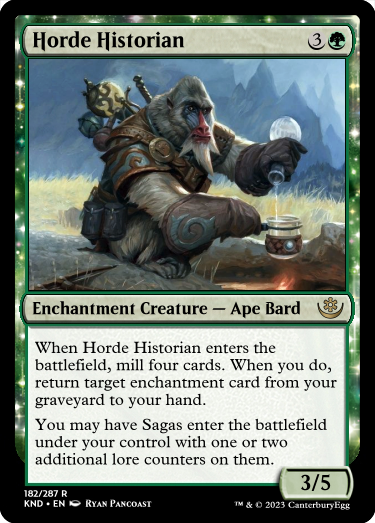 Horde Historian 3
Enchantment Creature — Ape Bard
When Horde Historian enters the
battlefield, mill four cards. When you do,
return target enchantment card from your
graveyard to your hand.
You may have Sagas enter the battlefield
under your control with one or two
additional lore counters on them.
3/5
182/287 R
KND • EN Ryan Pancoast
™ & © 2023 CanterburyEgg